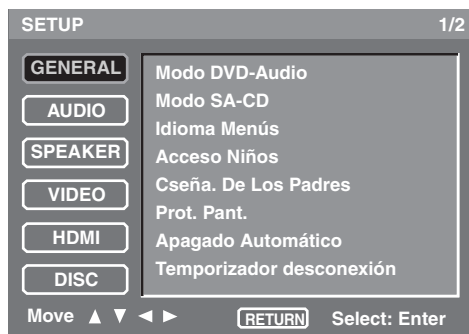 SETUP 1/2
GENERAL
AUDIO
SPEAKER
VIDEO
HDMI
DISC
Modo DVD-Audio
Modo SA-CD
Idioma Menús
Acceso Niños
Cseña. De Los Padres
Prot. Pant.
Apagado Automático
Temporizador desconexión
Move ▲ ▼ ◄ ► RETURN Select: Enter